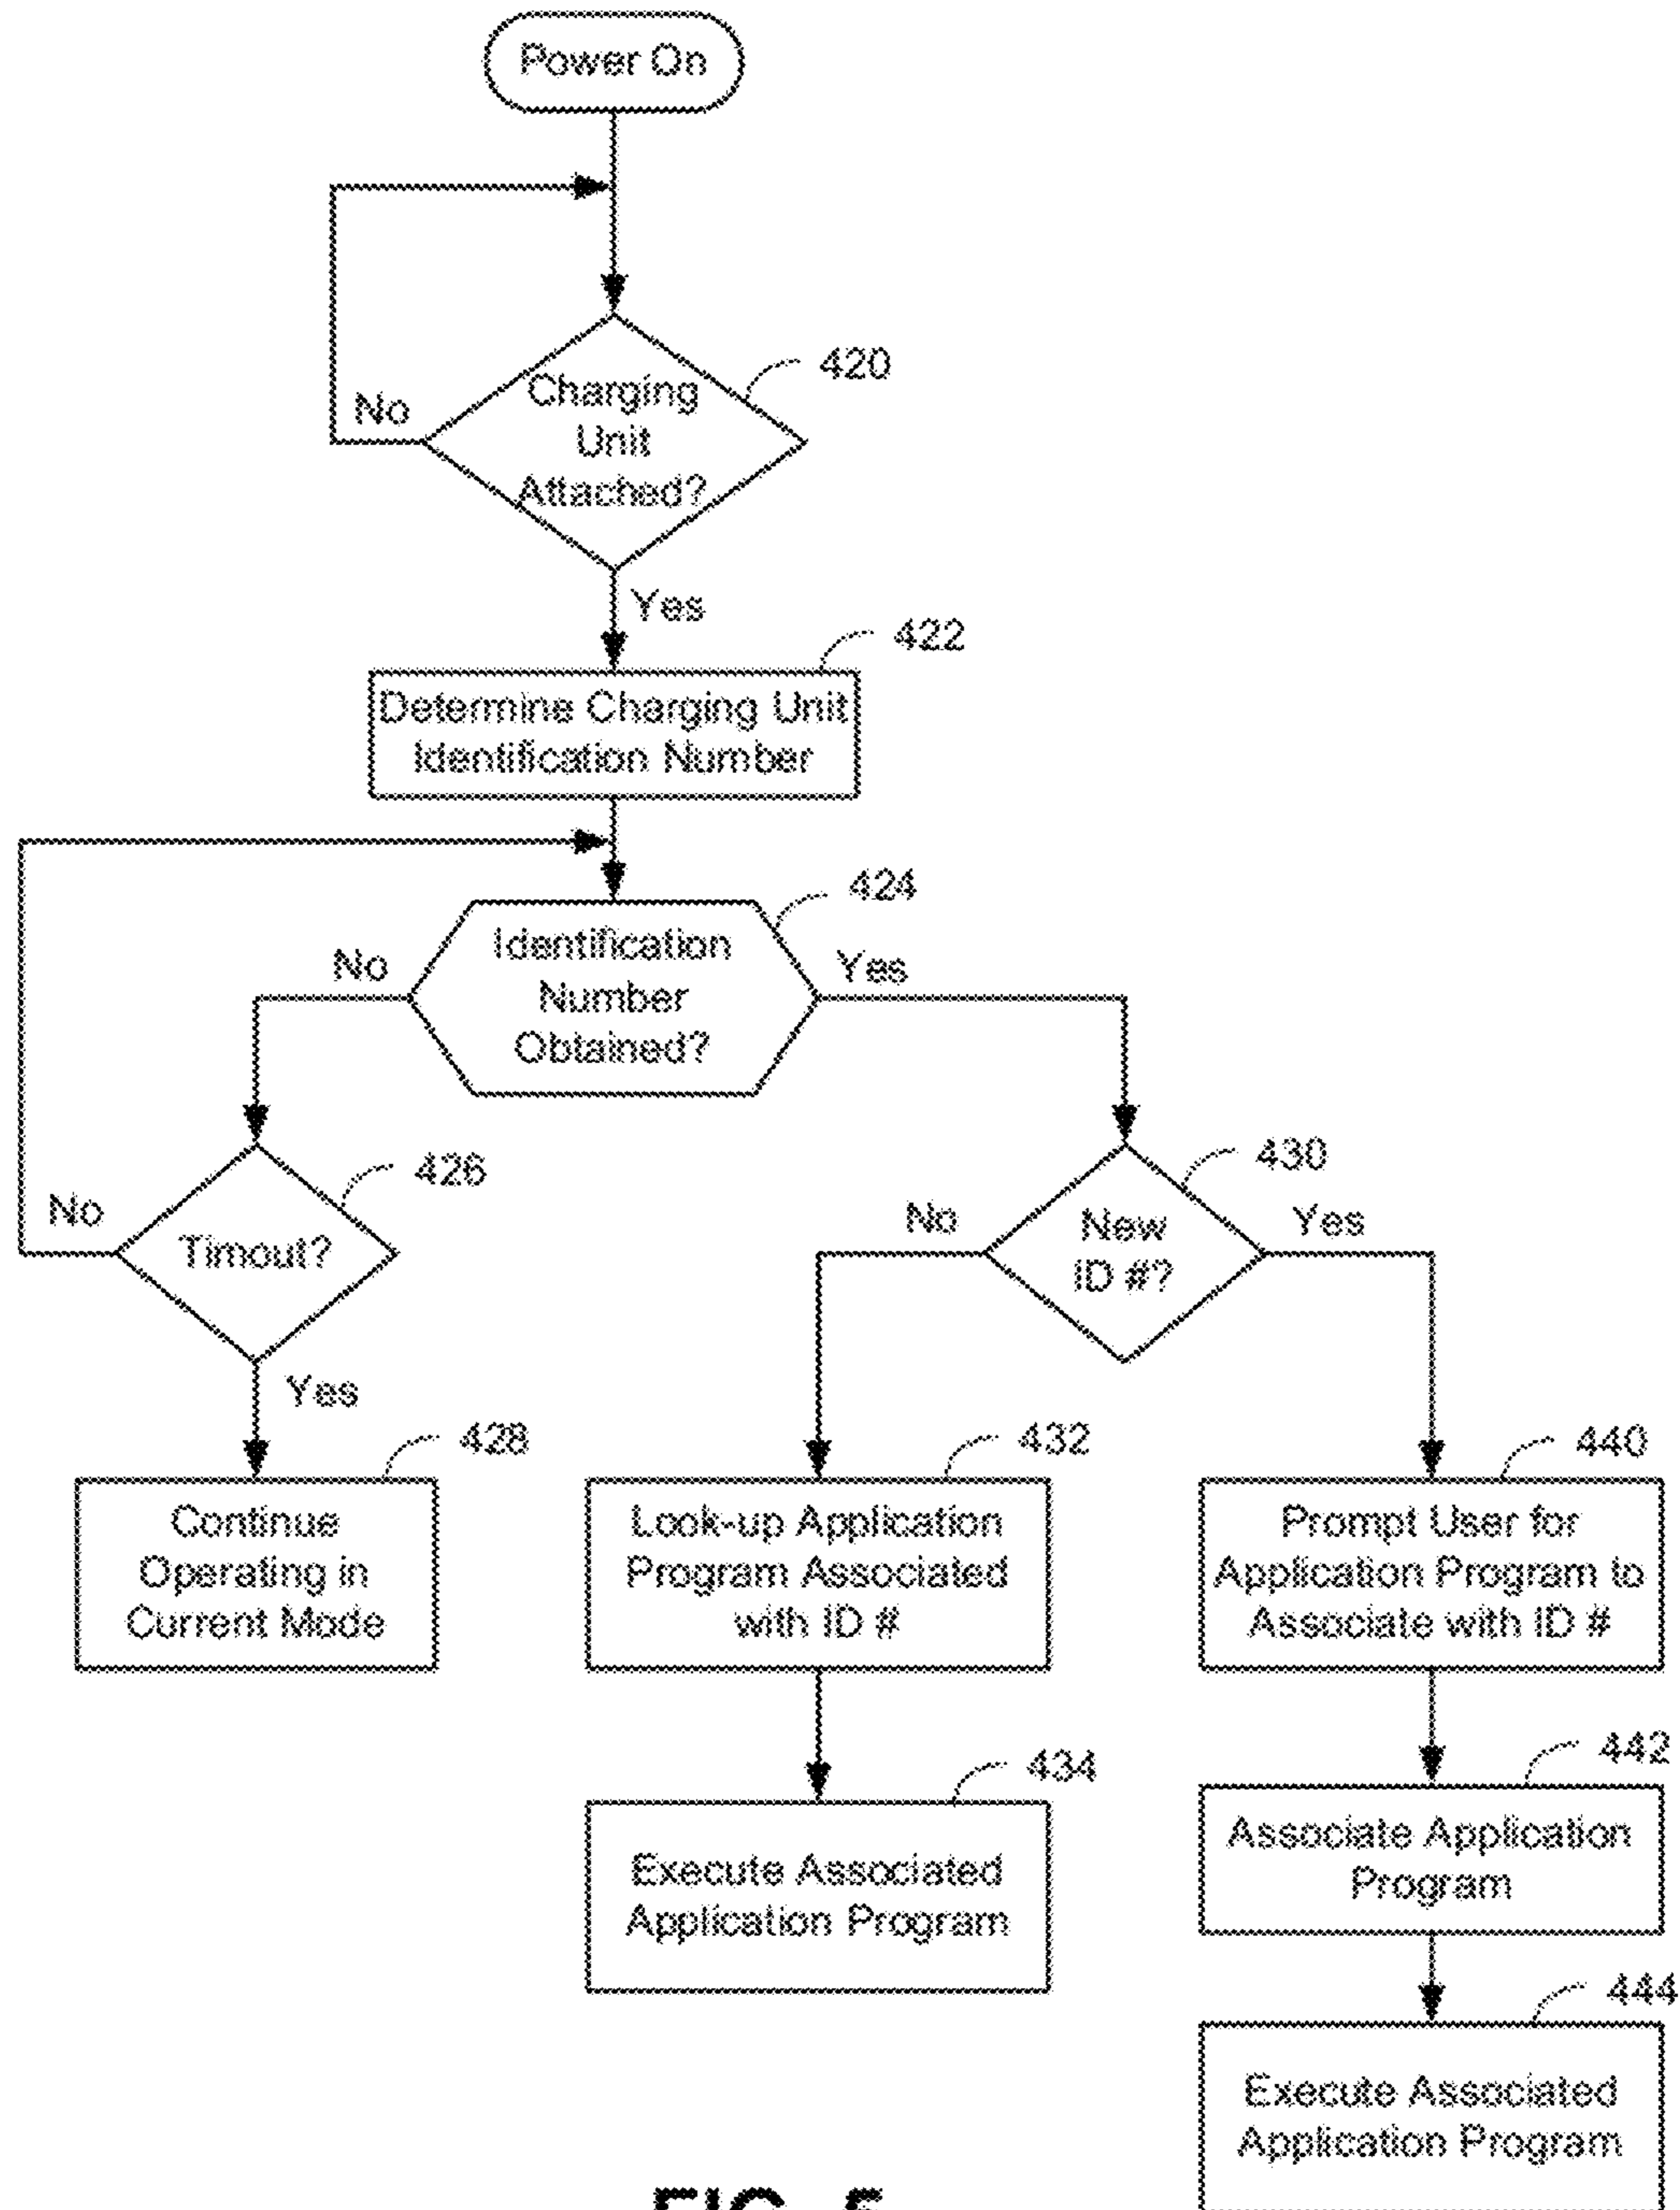 Power On
420
Charging
Unit
Attached?
No
Yes
422
Determine Charging Unit
Identification Number
424
Identification
Number
Obtained?
No
Yes
426
Timout?
No
Yes
430
New
ID #?
No
Yes
428
Continue
Operating in
Current Mode
432
Look-up Application
Program Associated
with ID #
440
Prompt User for
Application Program to
Associate with ID #
434
Execute Associated
Application Program
442
Associate Application
Program
444
Execute Associated
Application Program
FIG. 5